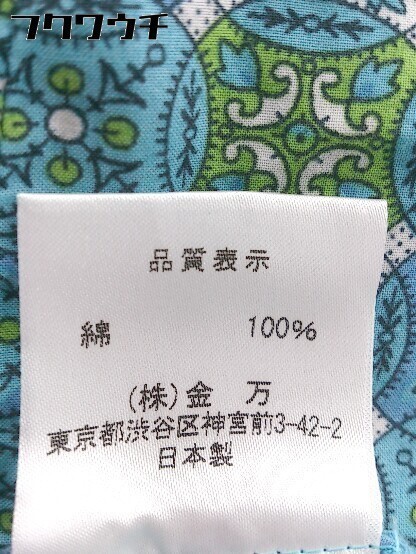 フクワウチ
品質表示
綿 100%
(株)金 万
東京都渋谷区神宮前3-42-2
日本製